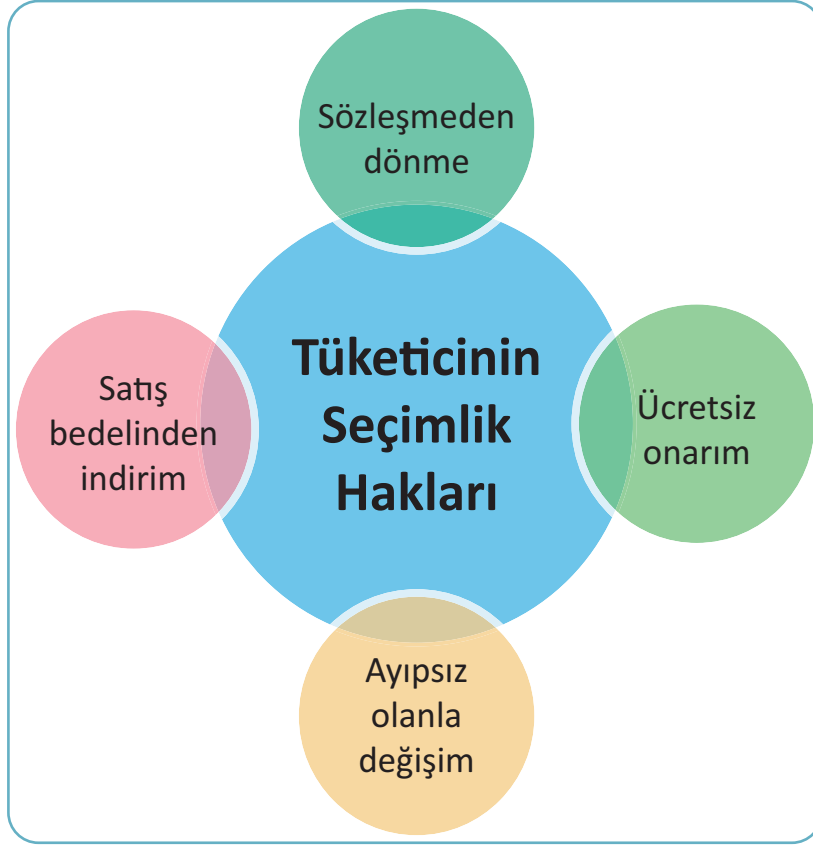 Sözleşmeden
dönme
Tüketicinin
Seçimlik
Hakları
Satış
bedelinden
indirim
Ücretsiz
onarım
Ayıpsız
olanla
değişim